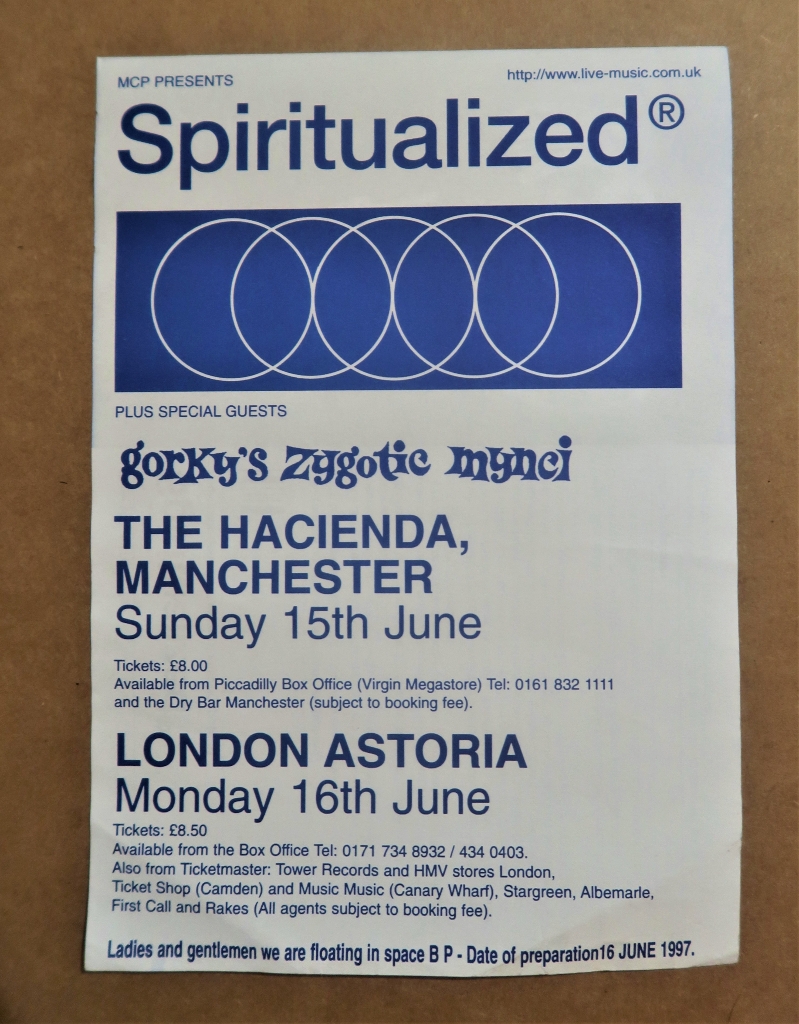 MCP PRESENTS
http://www.live-music.com.uk
Spiritualized®
PLUS SPECIAL GUESTS
gorky's zygotic mynci
THE HACIENDA,
MANCHESTER
Sunday 15th June
Tickets: £8.00
Available from Piccadilly Box Office (Virgin Megastore) Tel: 0161 832 1111
and the Dry Bar Manchester (subject to booking fee).
LONDON ASTORIA
Monday 16th June
Tickets: £8.50
Available from the Box Office Tel: 0171 734 8932 / 434 0403.
Also from Ticketmaster: Tower Records and HMV stores London,
Ticket Shop (Camden) and Music Music (Canary Wharf), Stargreen, Albemarle,
First Call and Rakes (All agents subject to booking fee).
Ladies and gentlemen we are floating in space B P - Date of preparation16 JUNE 1997.